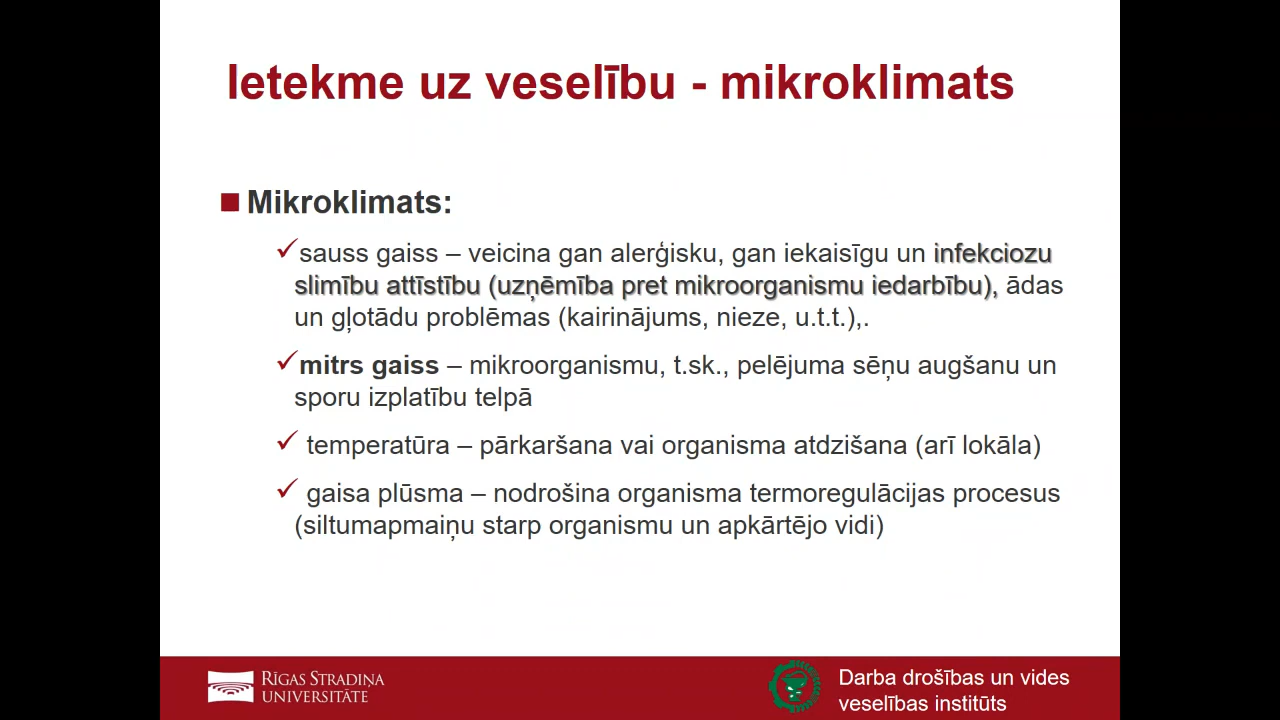 Ietekme uz veselību - mikroklimats
Mikroklimats:
sauss gaiss – veicina gan alerģisku, gan iekaisīgu un infekciozu
slimību attīstību (uzņēmība pret mikroorganismu iedarbību), ādas
un gļotādu problēmas (kairinājums, nieze, u.t.t.),.
mitrs gaiss – mikroorganismu, t.sk., pelējuma sēņu augšanu un
sporu izplatību telpā
temperatūra – pārkaršana vai organisma atdzišana (arī lokāla)
gaisa plūsma – nodrošina organisma termoregulācijas procesus
(siltumapmaiņu starp organismu un apkārtējo vidi)
Rīgas Stradiņa
universitāte
Darba drošības un vides
veselības institūts